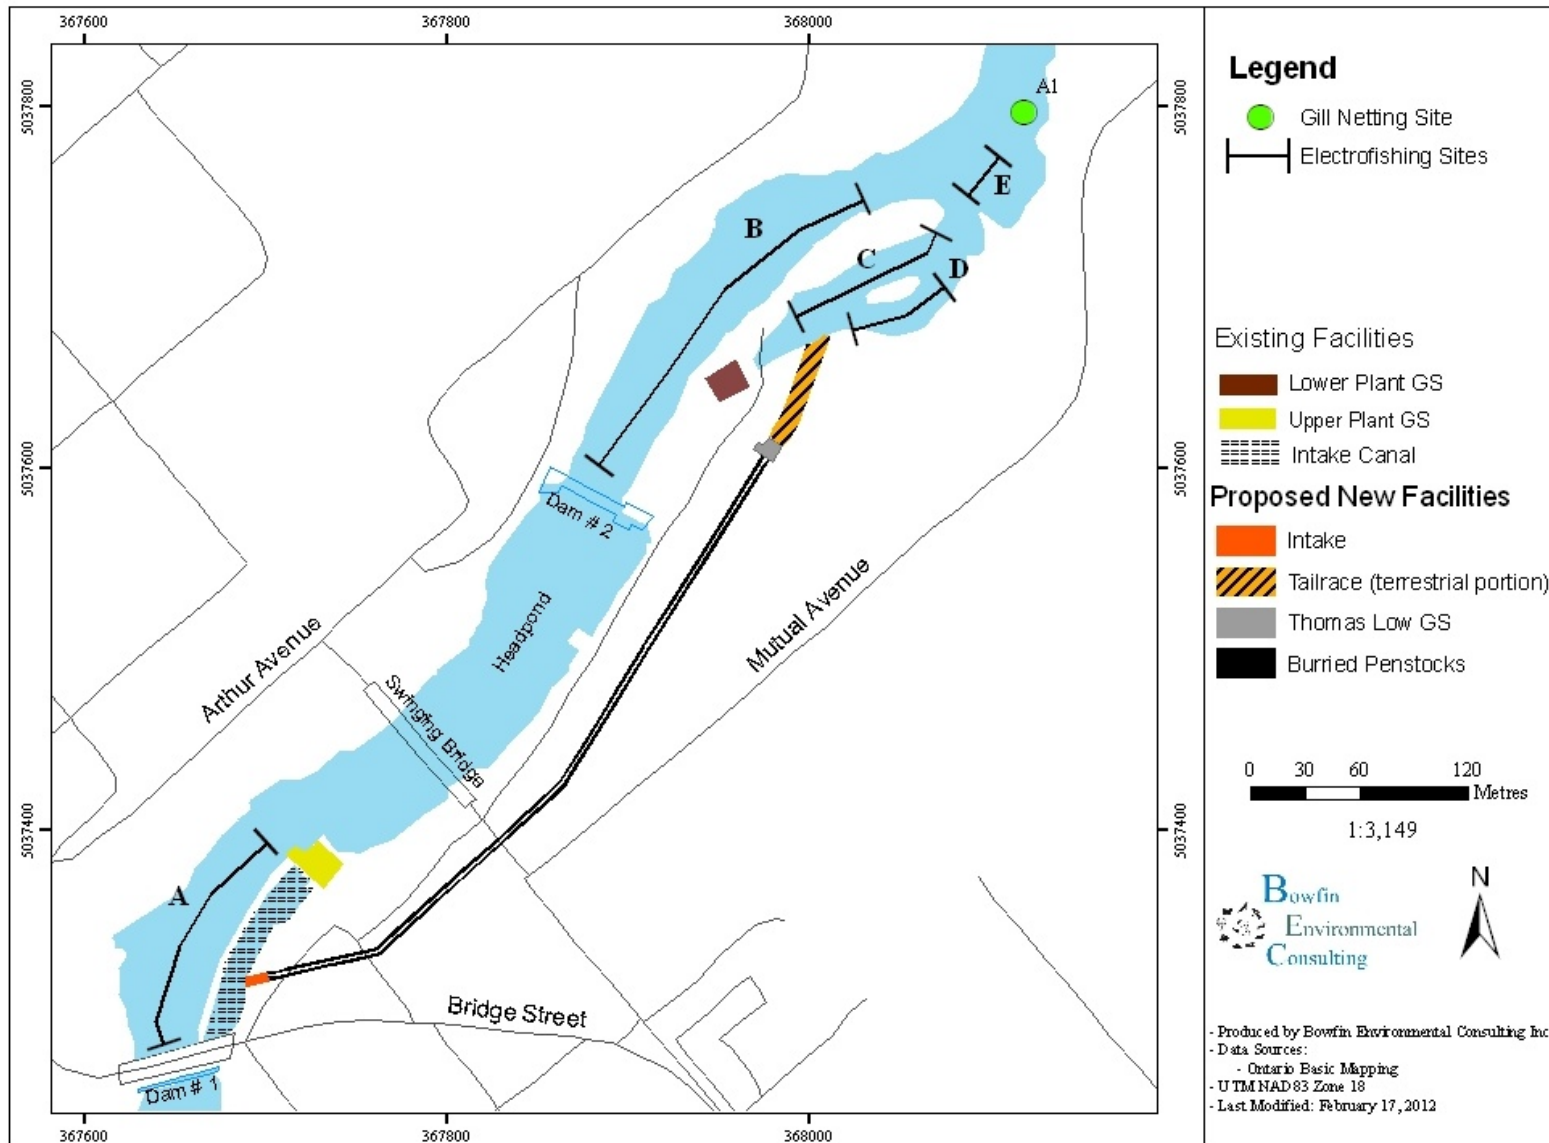 367600
367800
368000
5037800
5037800
5037600
5037600
5037400
5037400
A1
E
B
C
D
Dam # 2
Headpond
Arthur Avenue
Mutual Avenue
Swinging Bridge
A
Bridge Street
Dam # 1
367600
367800
368000
Legend
Gill Netting Site
Electrofishing Sites
Existing Facilities
Lower Plant GS
Upper Plant GS
Intake Canal
Proposed New Facilities
Intake
Tailrace (terrestrial portion)
Thomas Low GS
Burried Penstocks
0 30 60 120
Metres
1:3,149
N
Bowfin
Environmental
Consulting
- Produced by Bowfin Environmental Consulting Inc
- Data Sources:
- Ontario Basic Mapping
- UTM NAD83 Zone 18
- Last Modified: February 17, 2012